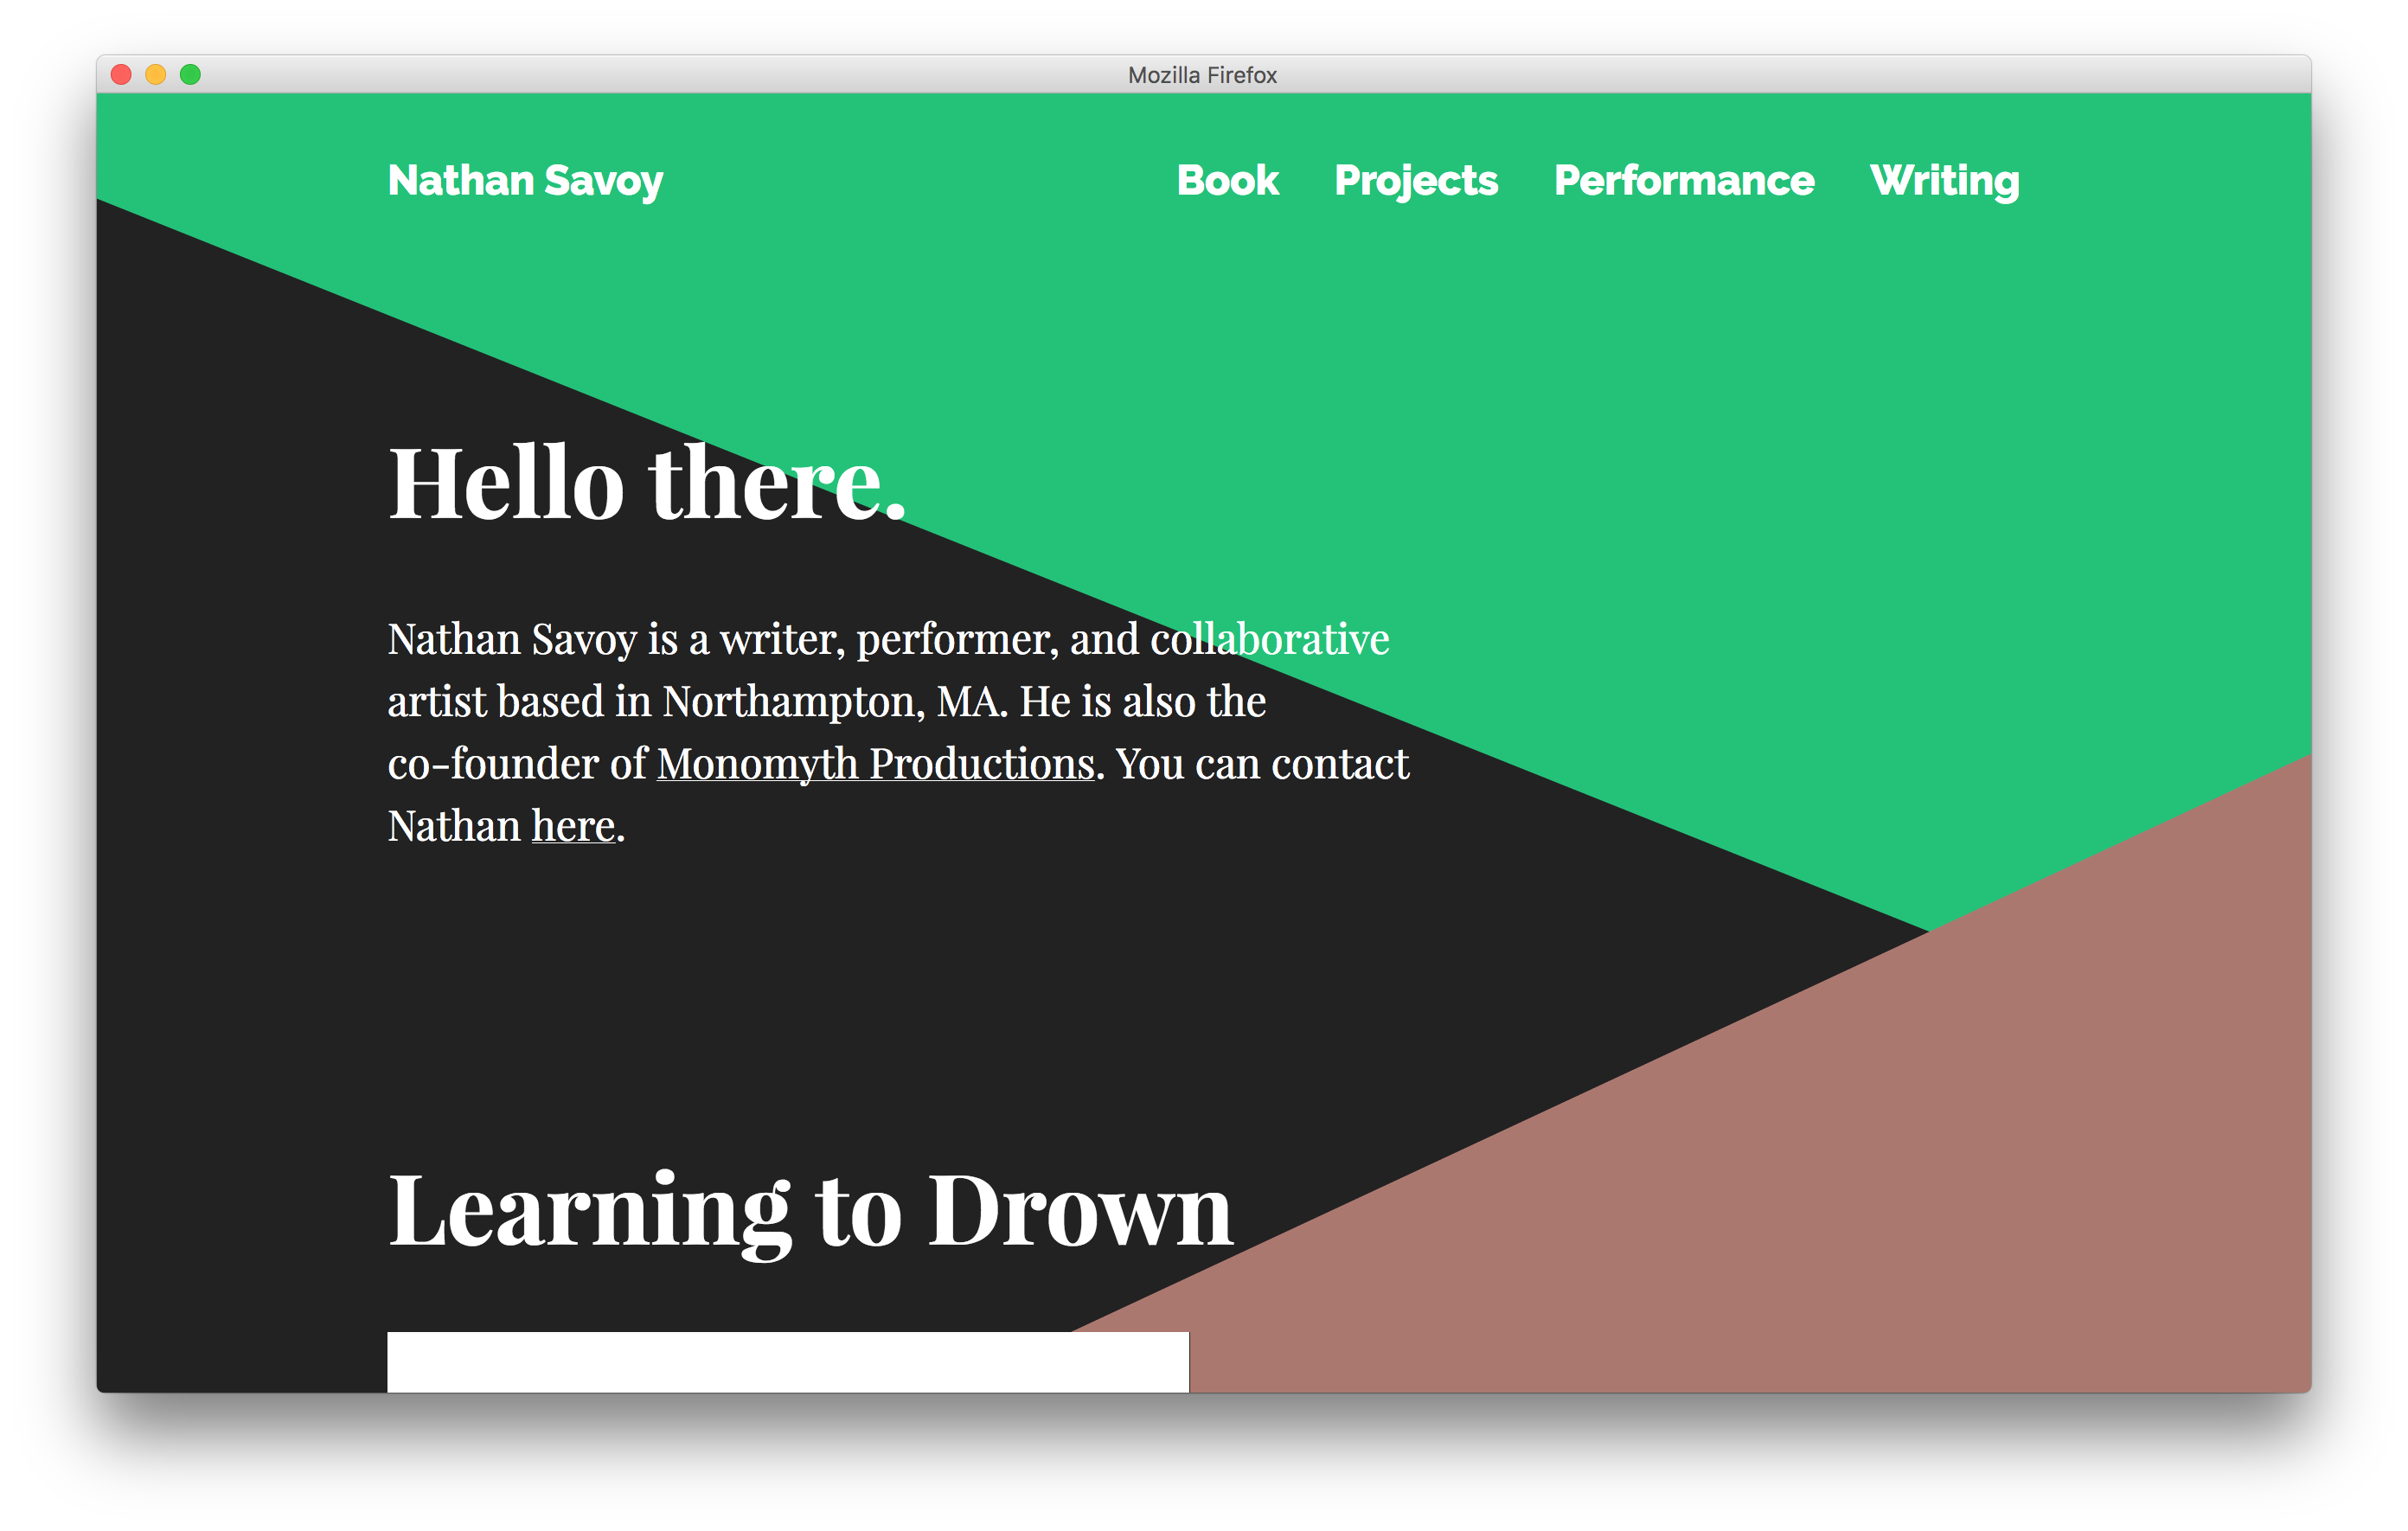 Mozilla Firefox
Nathan Savoy Book Projects Performance Writing
Hello there.
Nathan Savoy is a writer, performer, and collaborative
artist based in Northampton, MA. He is also the
co-founder of Monomyth Productions. You can contact
Nathan here.
Learning to Drown